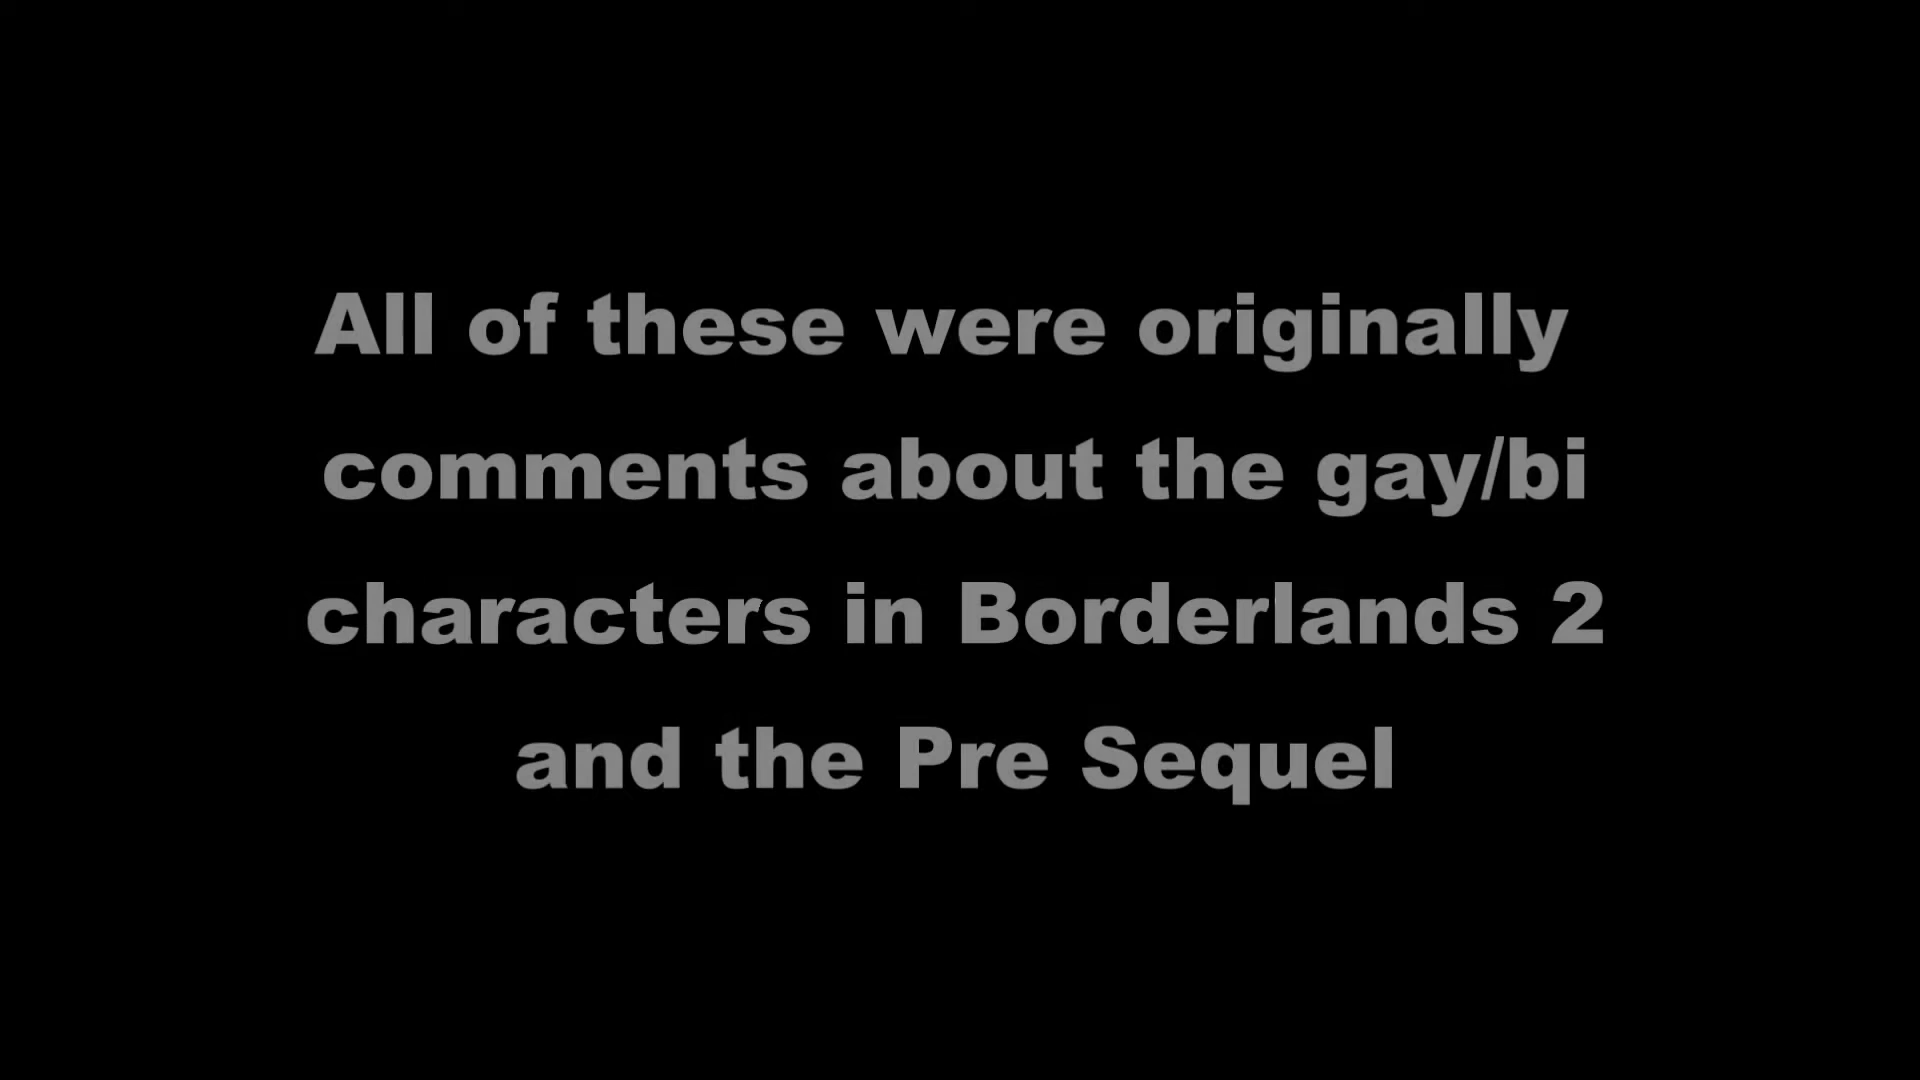 All of these were originally
comments about the gay/bi
characters in Borderlands 2
and the Pre Sequel